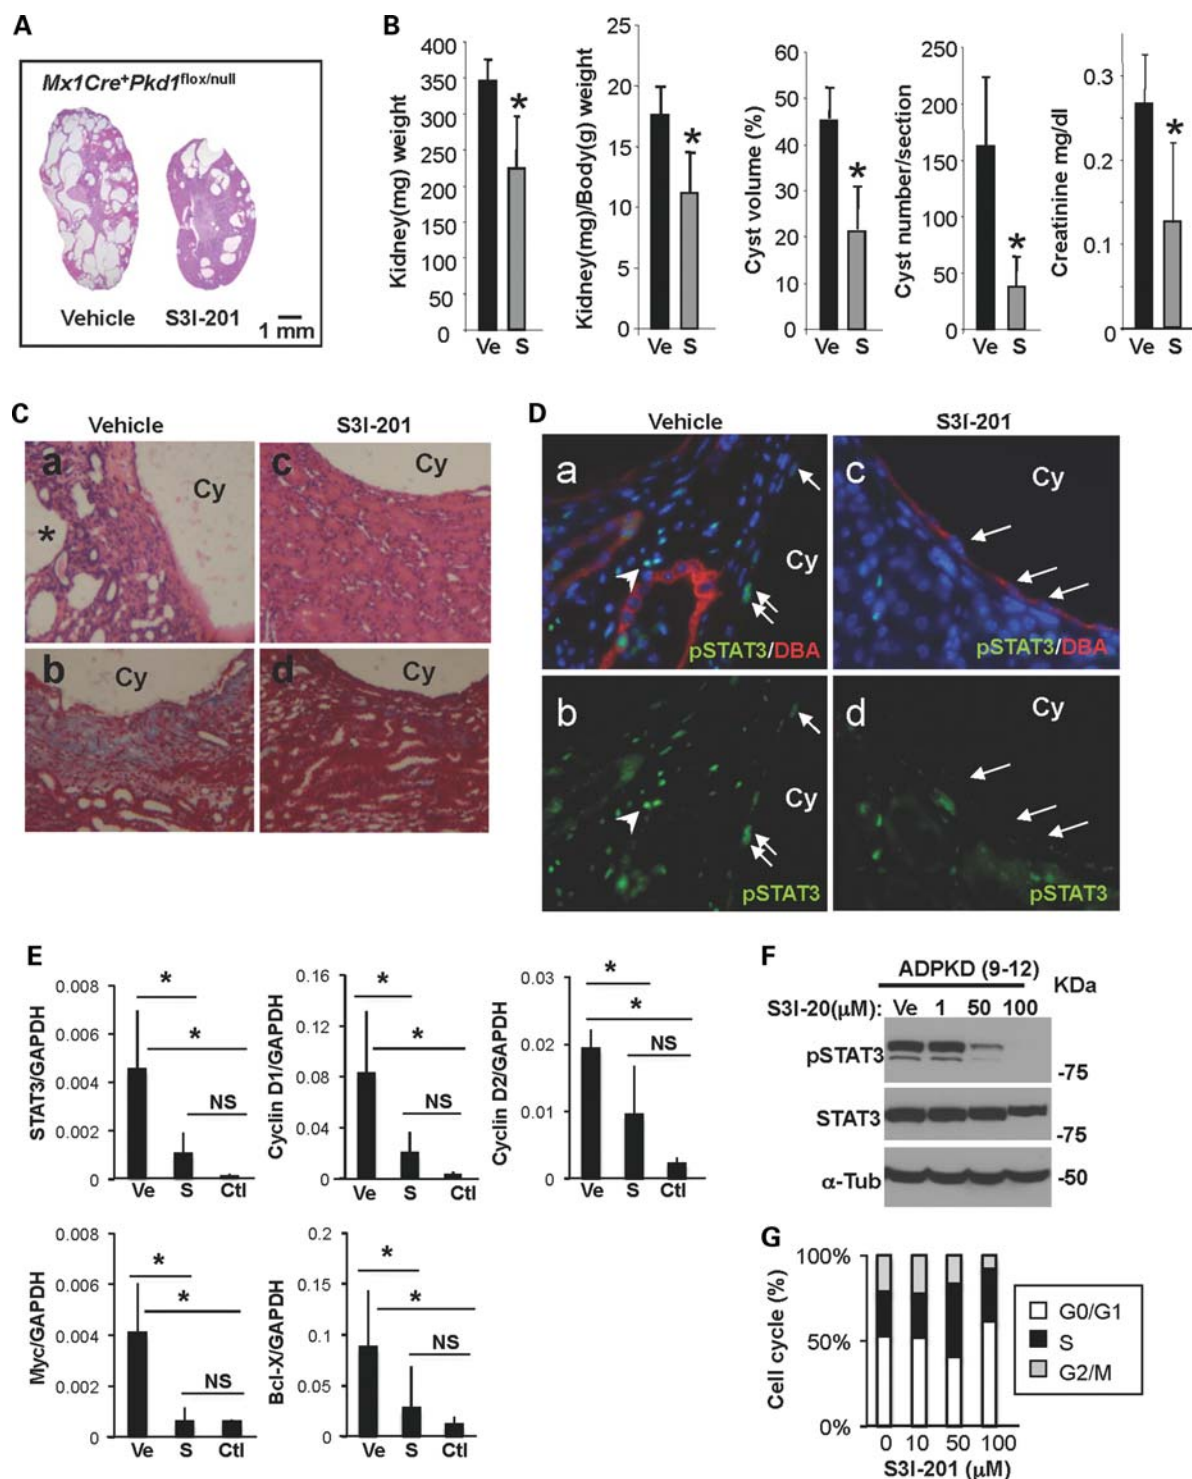 A
Mx1Cre+Pkd1flox/null
Vehicle S3I-201
1 mm
B
Kidney(mg) weight
400
350
300
250
200
150
100
50
0
Ve S
Kidney(mg)/Body(g) weight
25
20
15
10
5
0
Ve S
Cyst volume (%)
60
50
40
30
20
10
0
Ve S
Cyst number/section
250
200
150
100
50
0
Ve S
Creatinine mg/dl
0.3
0.2
0.1
0
Ve S
*
*
*
*
*
C
Vehicle S3I-201
a
Cy
*
c
Cy
b
Cy
d
Cy
D
Vehicle S3I-201
a
Cy
pSTAT3/DBA
c
Cy
pSTAT3/DBA
b
Cy
pSTAT3
d
Cy
pSTAT3
E
STAT3/GAPDH
0.008
0.006
0.004
0.002
0
*
*
NS
Ve S Ctl
Cyclin D1/GAPDH
0.16
0.12
0.08
0.04
0
*
*
NS
Ve S Ctl
Cyclin D2/GAPDH
0.03
0.02
0.01
0
*
*
NS
Ve S Ctl
Myc/GAPDH
0.008
0.006
0.004
0.002
0
*
*
NS
Ve S Ctl
Bcl-X/GAPDH
0.2
0.15
0.1
0.05
0
*
*
NS
Ve S Ctl
F
ADPKD (9-12)
KDa
S3I-20(μM): Ve 1 50 100
pSTAT3
-75
STAT3
-75
α-Tub
-50
G
Cell cycle (%)
100%
50%
0%
0 10 50 100
S3I-201 (μM)
G0/G1
S
G2/M